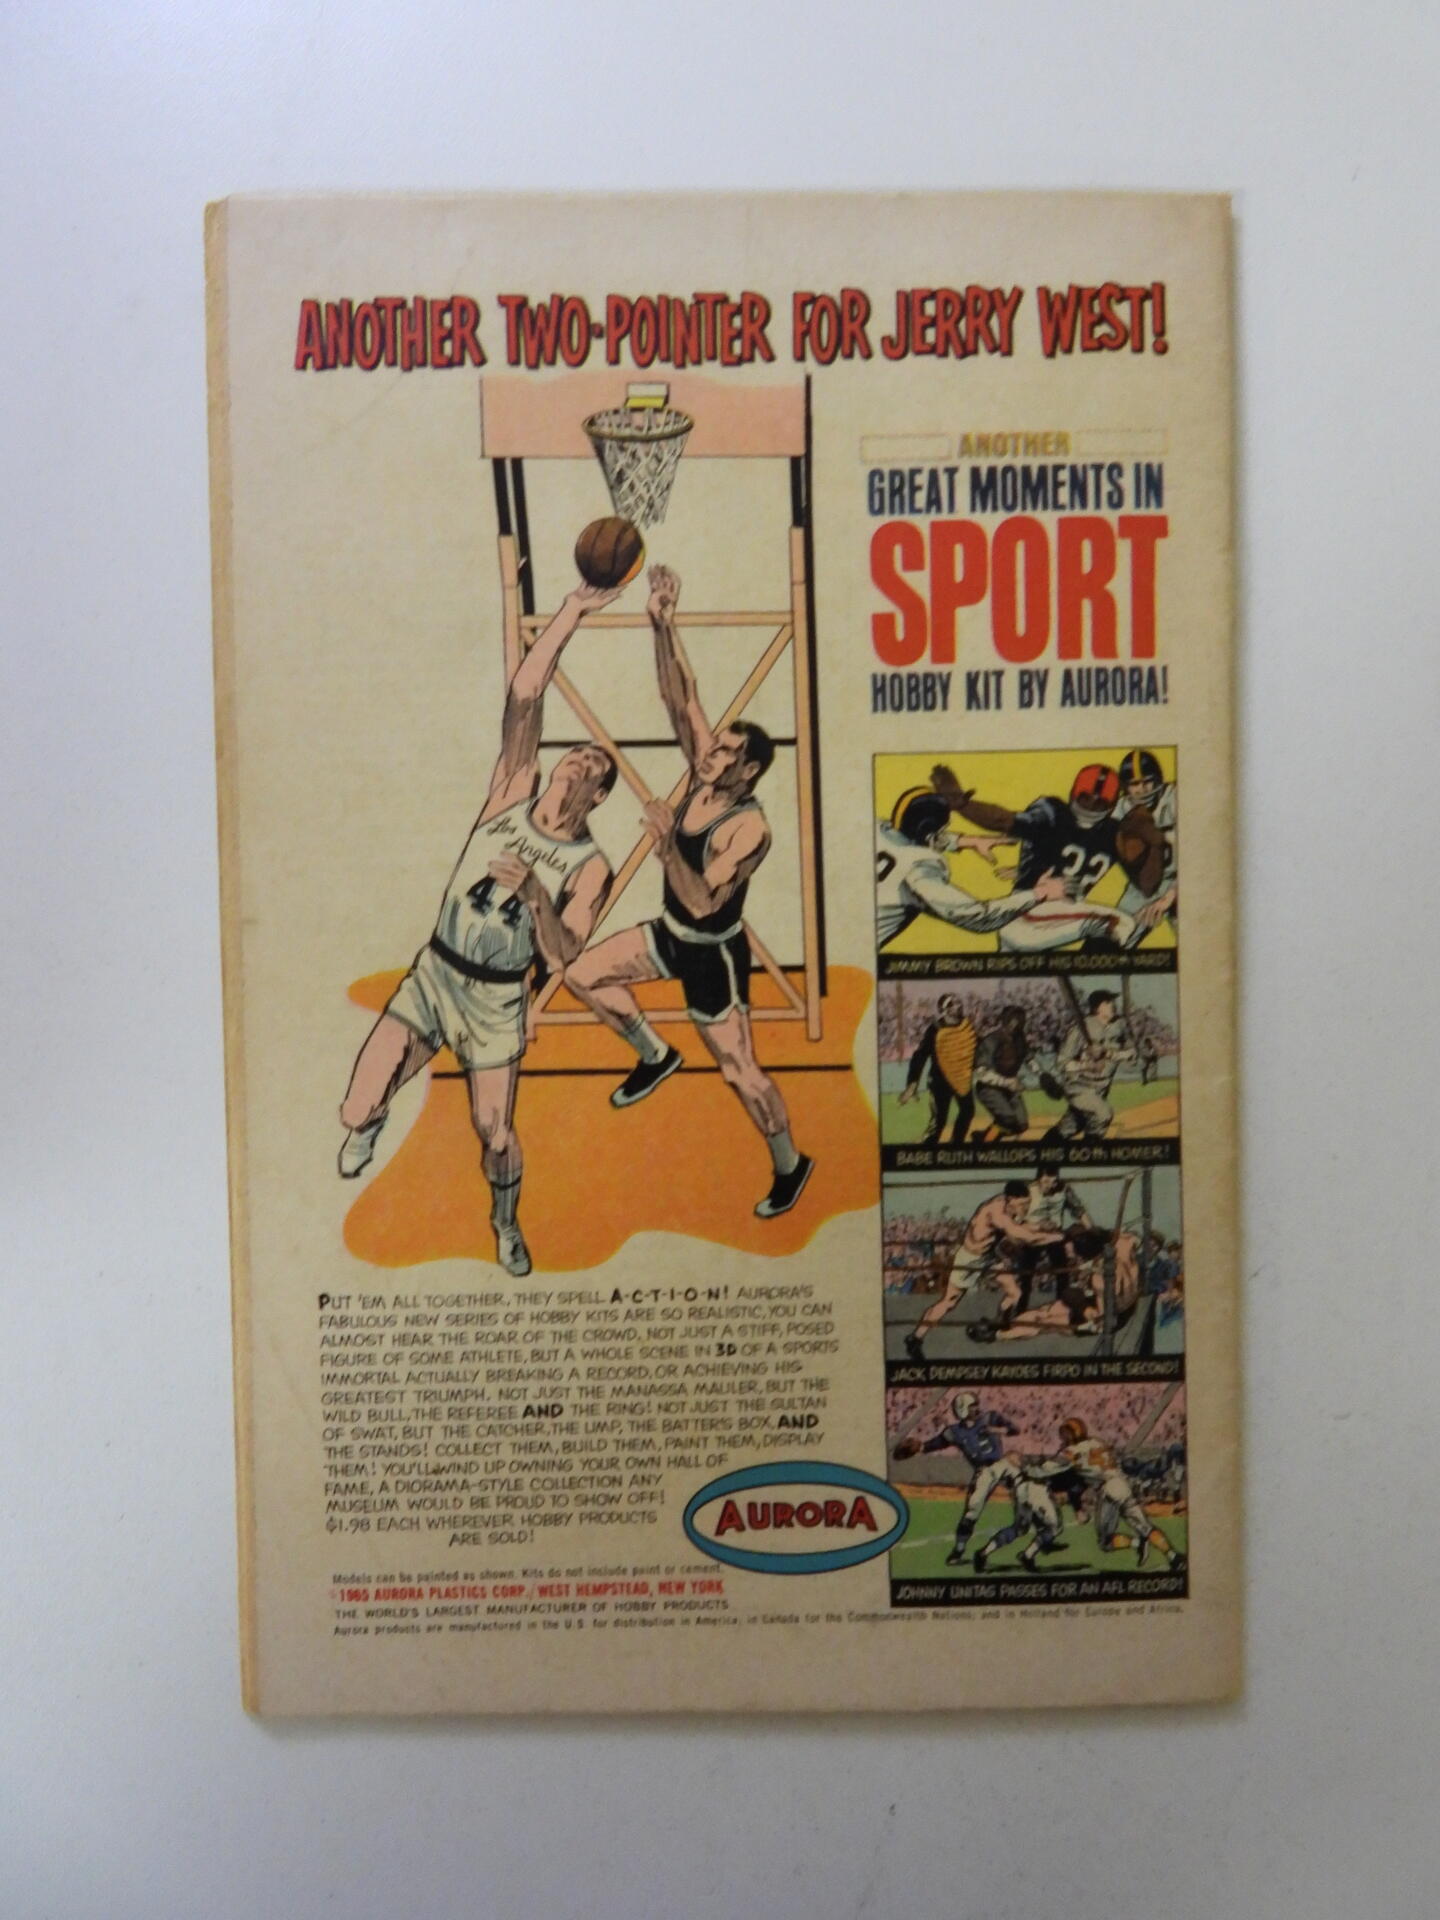 ANOTHER TWO-POINTER FOR JERRY WEST!
ANOTHER
GREAT MOMENTS IN
SPORT
HOBBY KIT BY AURORA!
Los
Angeles
44
32
JIMMY BROWN RIPS OFF HIS 10,000th YARD!
BABE RUTH WALLOPS HIS 60th HOMER!
JACK DEMPSEY KAYOES FIRPO IN THE SECOND!
JOHNNY UNITAS PASSES FOR AN AFL RECORD!
PUT 'EM ALL TOGETHER, THEY SPELL A-C-T-I-O-N! AURORA'S
FABULOUS NEW SERIES OF HOBBY KITS ARE SO REALISTIC, YOU CAN
ALMOST HEAR THE ROAR OF THE CROWD. NOT JUST A STIFF, POSED
FIGURE OF SOME ATHLETE, BUT A WHOLE SCENE IN 3D OF A SPORTS
IMMORTAL ACTUALLY BREAKING A RECORD, OR ACHIEVING HIS
GREATEST TRIUMPH. NOT JUST THE MANASSA MAULER, BUT THE
WILD BULL, THE REFEREE AND THE RING! NOT JUST THE SULTAN
OF SWAT, BUT THE CATCHER, THE UMP, THE BATTER'S BOX, AND
THE STANDS! COLLECT THEM, BUILD THEM, PAINT THEM, DISPLAY
THEM! YOU'LL WIND UP OWNING YOUR OWN HALL OF
FAME, A DIORAMA-STYLE COLLECTION ANY
MUSEUM WOULD BE PROUD TO SHOW OFF!
$1.98 EACH WHEREVER HOBBY PRODUCTS
ARE SOLD!
AURORA
Models can be painted as shown. Kits do not include paint or cement.
© 1965 AURORA PLASTICS CORP./WEST HEMPSTEAD, NEW YORK
THE WORLD'S LARGEST MANUFACTURER OF HOBBY PRODUCTS
Aurora products are manufactured in the U.S. for distribution in America; in Canada for the Commonwealth Nations; and in Holland for Europe and Africa.